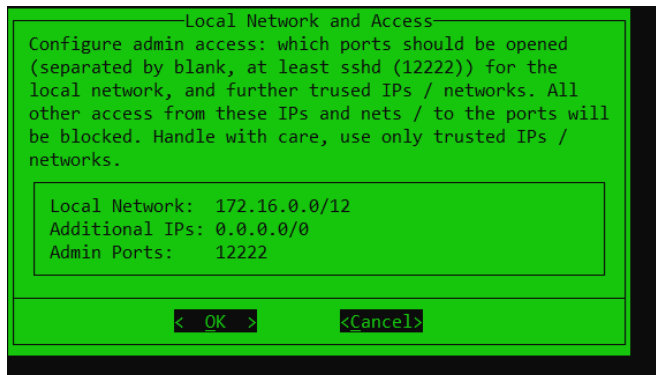 Local Network and Access
Configure admin access: which ports should be opened
(separated by blank, at least sshd (12222)) for the
local network, and further trused IPs / networks. All
other access from these IPs and nets / to the ports will
be blocked. Handle with care, use only trusted IPs /
networks.
Local Network: 172.16.0.0/12
Additional IPs: 0.0.0.0/0
Admin Ports: 12222
< OK > <Cancel>